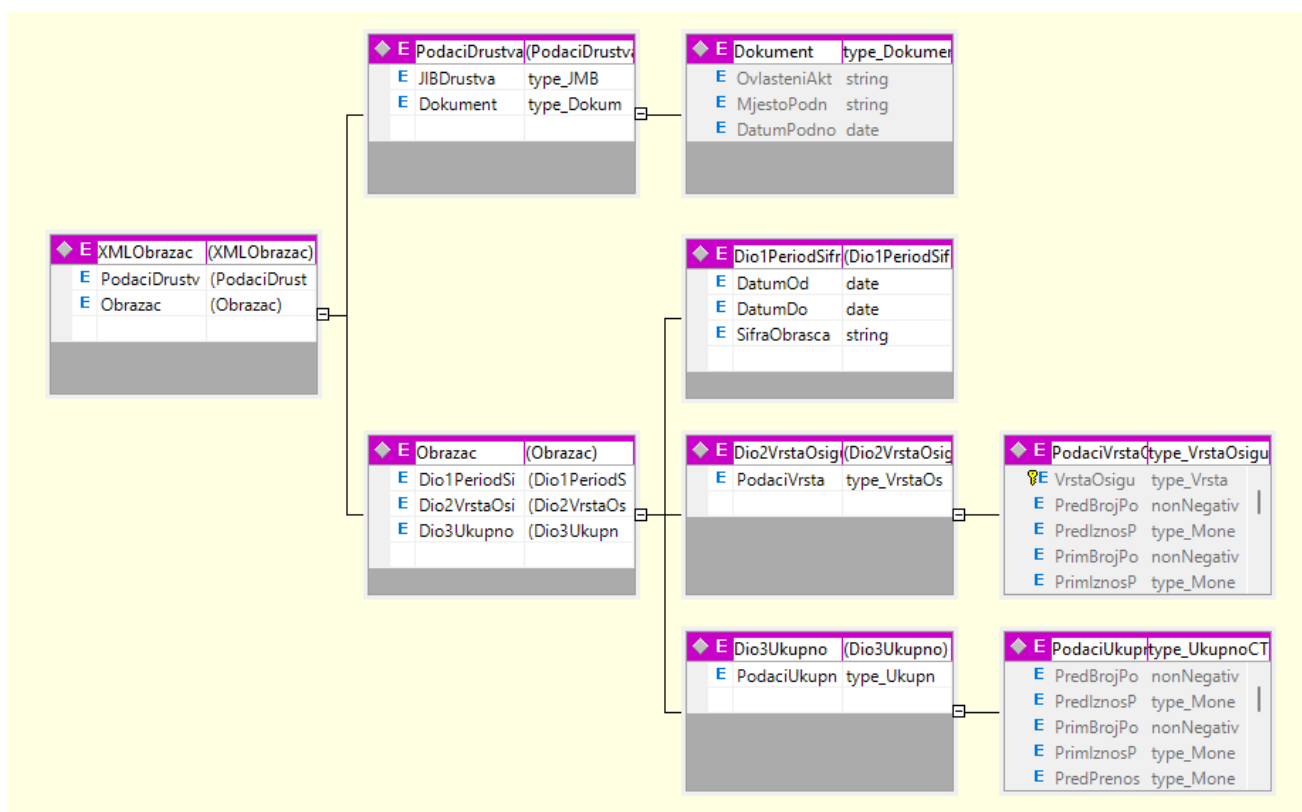 E PodaciDrustva (PodaciDrustva
E JIBDrustva type_JMB
E Dokument type_Dokum
E Dokument type_Dokumen
E OvlasteniAkt string
E MjestoPodn string
E DatumPodno date
E XMLObrazac (XMLObrazac)
E PodaciDrustv (PodaciDrust
E Obrazac (Obrazac)
E Dio1PeriodSifr (Dio1PeriodSif
E DatumOd date
E DatumDo date
E SifraObrasca string
E Obrazac (Obrazac)
E Dio1PeriodSi (Dio1PeriodS
E Dio2VrstaOsi (Dio2VrstaOs
E Dio3Ukupno (Dio3Ukupn
E Dio2VrstaOsigu (Dio2VrstaOsig
E PodaciVrsta type_VrstaOs
E PodaciVrstaO type_VrstaOsigu
E VrstaOsigu type_Vrsta
E PredBrojPo nonNegativ
E PredIznosP type_Mone
E PrimBrojPo nonNegativ
E PrimIznosP type_Mone
E Dio3Ukupno (Dio3Ukupno)
E PodaciUkupn type_Ukupn
E PodaciUkupn type_UkupnoCT
E PredBrojPo nonNegativ
E PredIznosP type_Mone
E PrimBrojPo nonNegativ
E PrimIznosP type_Mone
E PredPrenos type_Mone